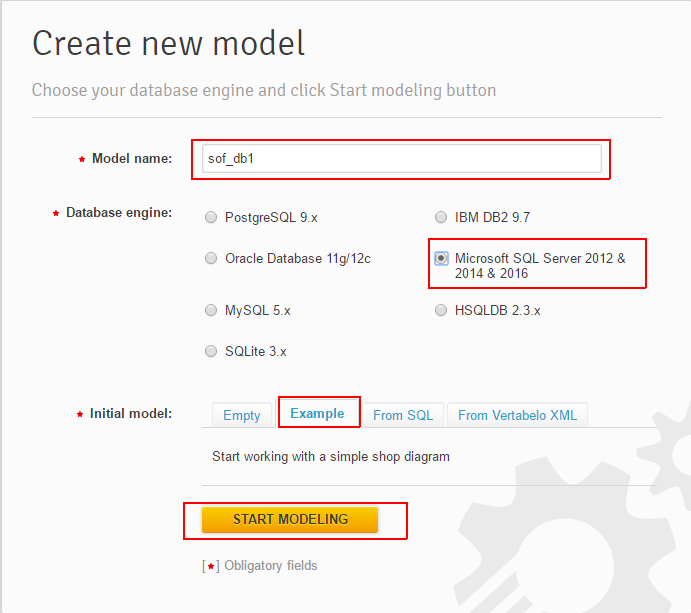 Create new model
Choose your database engine and click Start modeling button
★ Model name: sof_db1
★ Database engine:
PostgreSQL 9.x
IBM DB2 9.7
Oracle Database 11g/12c
Microsoft SQL Server 2012 &
2014 & 2016
MySQL 5.x
HSQLDB 2.3.x
SQLite 3.x
★ Initial model:
Empty
Example
From SQL
From Vertabelo XML
Start working with a simple shop diagram
START MODELING
[★] Obligatory fields